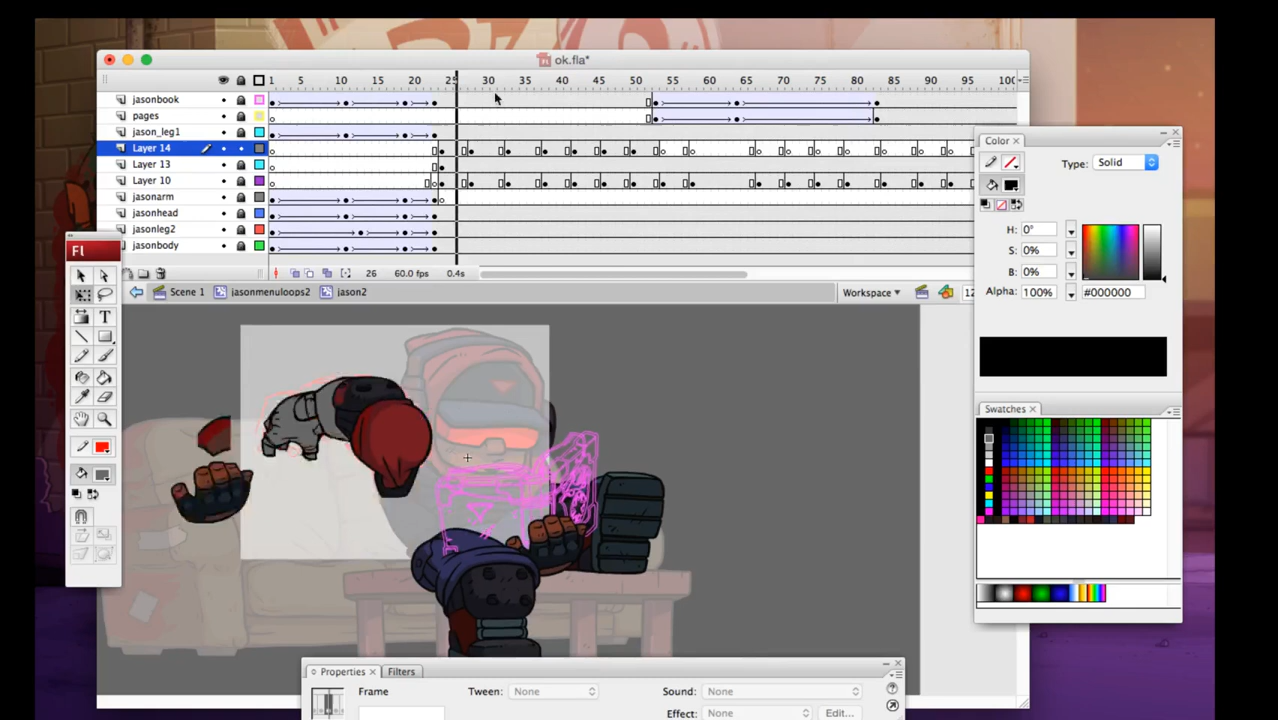 ok.fla*
1 5 10 15 20 25 30 35 40 45 50 55 60 65 70 75 80 85 90 95 100
jasonbook
pages
jason_leg1
Layer 14
Layer 13
Layer 10
jasonarm
jasonhead
jasonleg2
jasonbody
26 60.0 fps 0.4s
Scene 1 jasonmenuloops2 jason2 Workspace 12
Fl
T
Color
Type: Solid
H: 0°
S: 0%
B: 0%
Alpha: 100% #000000
Swatches
Properties Filters
Frame Tween: None Sound: None
Effect: None Edit...